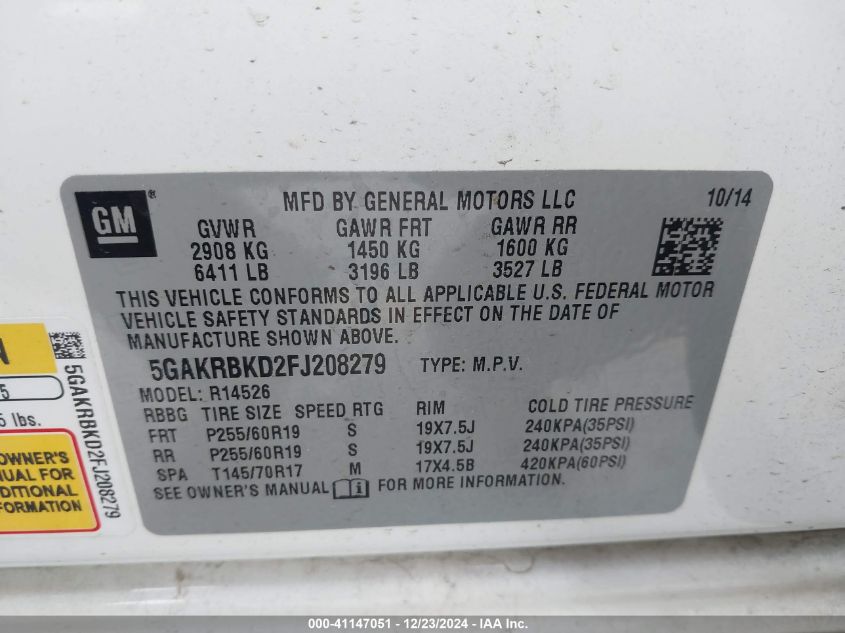 GM
®
MFD BY GENERAL MOTORS LLC 10/14
GVWR GAWR FRT GAWR RR
2908 KG 1450 KG 1600 KG
6411 LB 3196 LB 3527 LB
THIS VEHICLE CONFORMS TO ALL APPLICABLE U.S. FEDERAL MOTOR
VEHICLE SAFETY STANDARDS IN EFFECT ON THE DATE OF
MANUFACTURE SHOWN ABOVE.
5GAKRBKD2FJ208279 TYPE: M.P.V.
MODEL: R14526
RBBG TIRE SIZE SPEED RTG RIM COLD TIRE PRESSURE
FRT P255/60R19 S 19X7.5J 240KPA(35PSI)
RR P255/60R19 S 19X7.5J 240KPA(35PSI)
SPA T145/70R17 M 17X4.5B 420KPA(60PSI)
SEE OWNER'S MANUAL i FOR MORE INFORMATION.
N
5
5 lbs.
OWNER'S
MANUAL FOR
DDITIONAL
FORMATION
5GAKRBKD2FJ208279
000-41147051 - 12/23/2024 - IAA Inc.